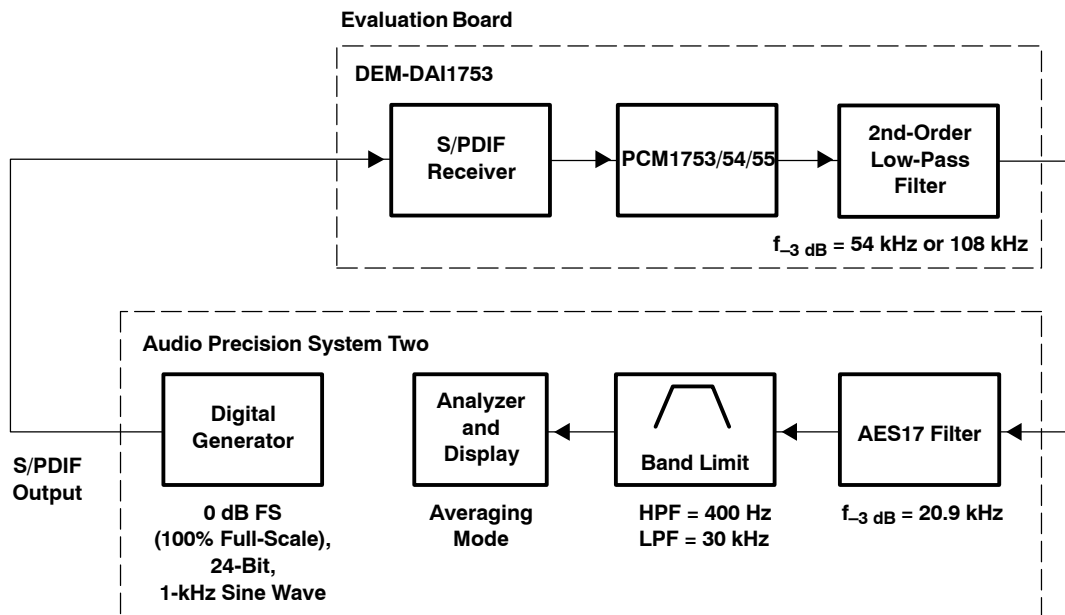 Evaluation Board
DEM-DAI1753
S/PDIF
Receiver
PCM1753/54/55
2nd-Order
Low-Pass
Filter
f–3 dB = 54 kHz or 108 kHz
Audio Precision System Two
Digital
Generator
Analyzer
and
Display
Band Limit
AES17 Filter
S/PDIF
Output
0 dB FS
(100% Full-Scale),
24-Bit,
1-kHz Sine Wave
Averaging
Mode
HPF = 400 Hz
LPF = 30 kHz
f–3 dB = 20.9 kHz